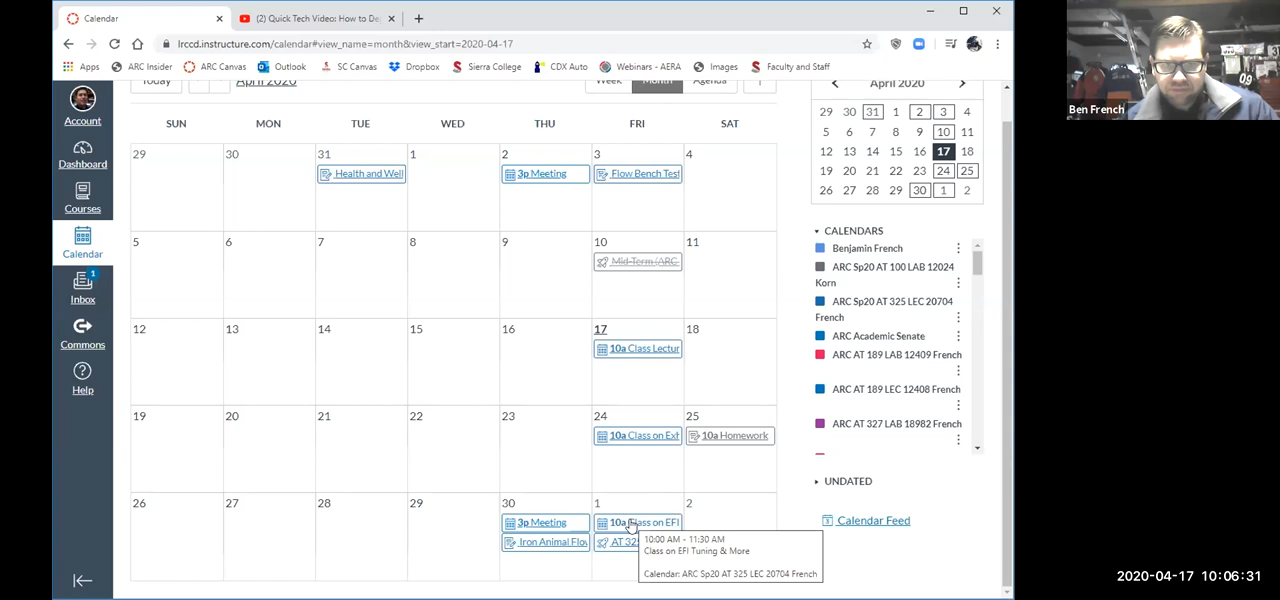 Calendar
(2) Quick Tech Video: How to De
lrccd.instructure.com/calendar#view_name=month&view_start=2020-04-17
Apps
ARC Insider
ARC Canvas
Outlook
SC Canvas
Dropbox
Sierra College
CDX Auto
Webinars - AERA
Images
Faculty and Staff
Ben French
Account
Dashboard
Courses
Calendar
1
Inbox
Commons
Help
Today
April 2020
Week
Month
Agenda
SUN MON TUE WED THU FRI SAT
29 30 31 1 2 3 4
Health and Well
3p Meeting
Flow Bench Test
5 6 7 8 9 10 11
Mid-Term (ARC
12 13 14 15 16 17 18
10a Class Lectur
19 20 21 22 23 24 25
10a Class on Exh
10a Homework
26 27 28 29 30 1 2
3p Meeting
10a Class on EFI
Iron Animal Flow
AT 325
10:00 AM - 11:30 AM
Class on EFI Tuning & More
Calendar: ARC Sp20 AT 325 LEC 20704 French
April 2020
29 30 31 1 2 3 4
5 6 7 8 9 10 11
12 13 14 15 16 17 18
19 20 21 22 23 24 25
26 27 28 29 30 1 2
CALENDARS
Benjamin French
ARC Sp20 AT 100 LAB 12024
Korn
ARC Sp20 AT 325 LEC 20704
French
ARC Academic Senate
ARC AT 189 LAB 12409 French
ARC AT 189 LEC 12408 French
ARC AT 327 LAB 18982 French
UNDATED
Calendar Feed
2020-04-17 10:06:31